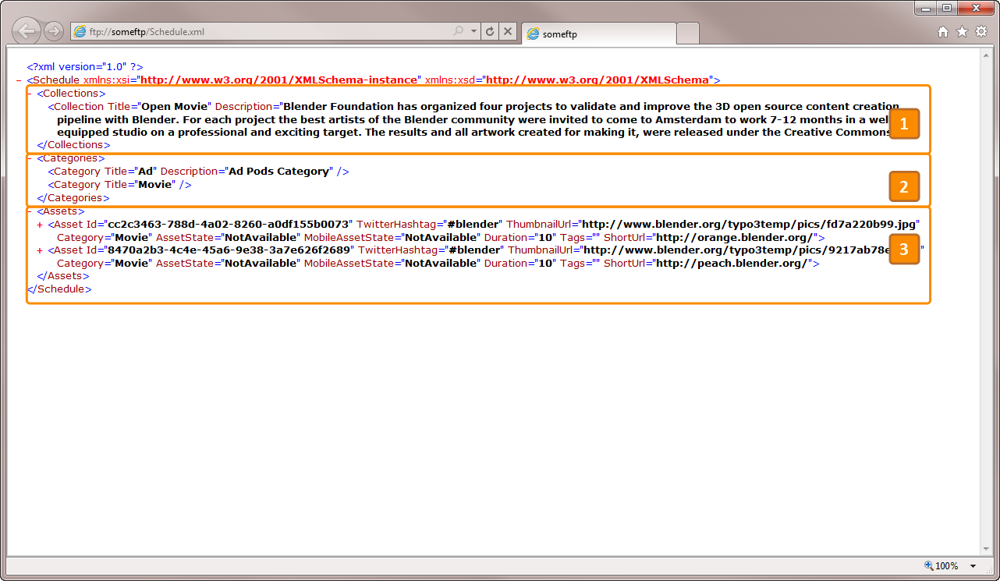 ftp://someftp/Schedule.xml
someftp
<?xml version="1.0" ?>
- <Schedule xmlns:xsi="http://www.w3.org/2001/XMLSchema-instance" xmlns:xsd="http://www.w3.org/2001/XMLSchema">
- <Collections>
<Collection Title="Open Movie" Description="Blender Foundation has organized four projects to validate and improve the 3D open source content creation
pipeline with Blender. For each project the best artists of the Blender community were invited to come to Amsterdam to work 7-12 months in a
equipped studio on a professional and exciting target. The results and all artwork created for making it, were released under the Creative Commons
</Collections>
1
- <Categories>
<Category Title="Ad" Description="Ad Pods Category" />
<Category Title="Movie" />
</Categories>
2
- <Assets>
+ <Asset Id="cc2c3463-788d-4a02-8260-a0df155b0073" TwitterHashtag="#blender" ThumbnailUrl="http://www.blender.org/typo3temp/pics/fd7a220b99.jpg"
Category="Movie" AssetState="NotAvailable" MobileAssetState="NotAvailable" Duration="10" Tags="" ShortUrl="http://orange.blender.org/">
+ <Asset Id="8470a2b3-4c4e-45a6-9e38-3a7e626f2689" TwitterHashtag="#blender" ThumbnailUrl="http://www.blender.org/typo3temp/pics/9217ab78
Category="Movie" AssetState="NotAvailable" MobileAssetState="NotAvailable" Duration="10" Tags="" ShortUrl="http://peach.blender.org/">
</Assets>
3
</Schedule>
100%